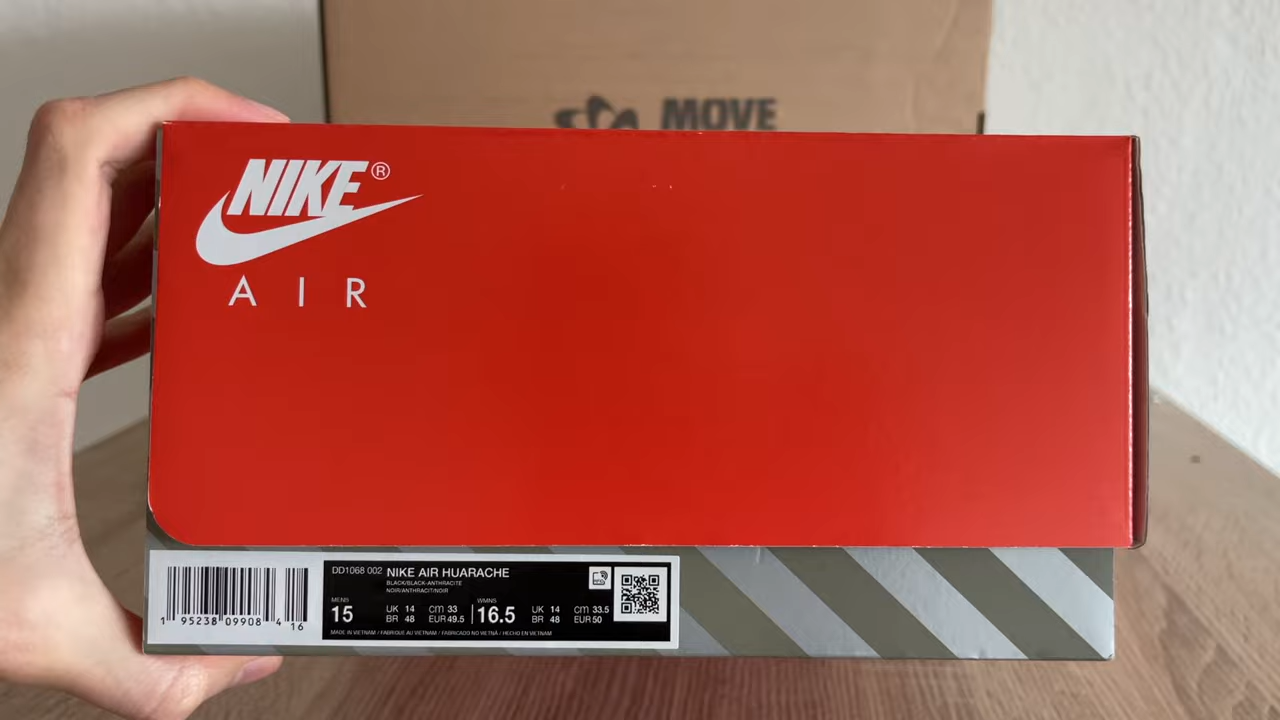 MOVE
NIKE®
AIR
DD1068 002 NIKE AIR HUARACHE
BLACK/BLACK-ANTHRACITE
NOIR/ANTHRACIT/NOIR
MENS WMNS
15 UK 14 CM 33 16.5 UK 14 CM 33.5
BR 48 EUR 49.5 BR 48 EUR 50
MADE IN VIETNAM / FABRIQUÉ AU VIETNAM / FABRICADO NO VIETNÃ / HECHO EN VIETNAM
1 95238 09908 4 16